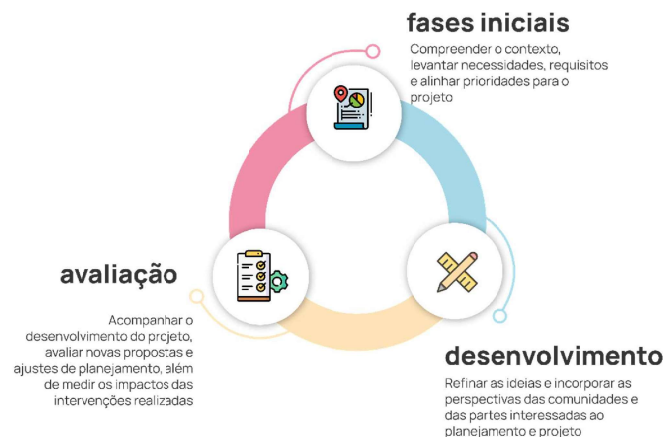 fases iniciais
Compreender o contexto,
levantar necessidades, requisitos
e alinhar prioridades para o
projeto
avaliação
Acompanhar o
desenvolvimento do projeto,
avaliar novas propostas e
ajustes de planejamento, além
de medir os impactos das
intervenções realizadas
desenvolvimento
Refinar as ideias e incorporar as
perspectivas das comunidades e
das partes interessadas ao
planejamento e projeto